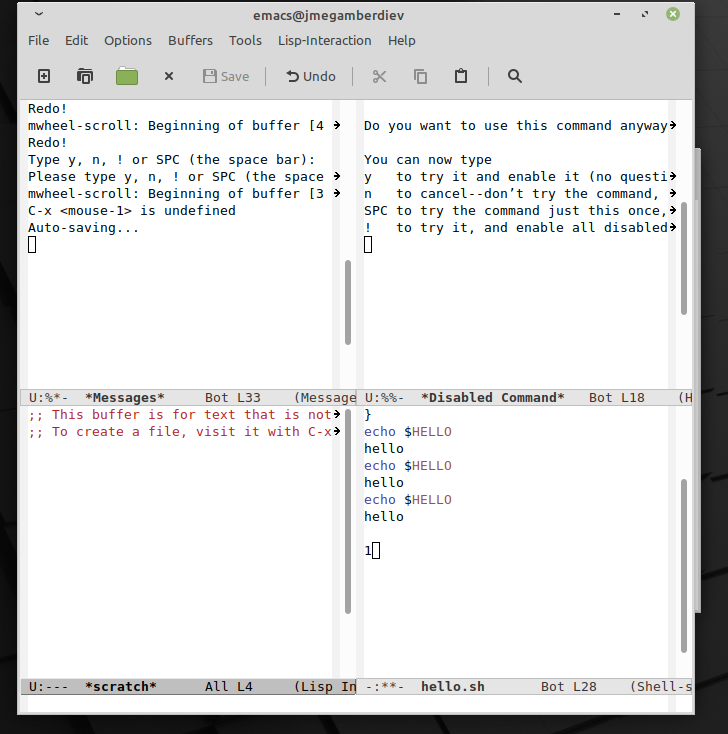 emacs@jmegamberdiev
File Edit Options Buffers Tools Lisp-Interaction Help
Save Undo
Redo!
mwheel-scroll: Beginning of buffer [4
Redo!
Type y, n, ! or SPC (the space bar):
Please type y, n, ! or SPC (the space
mwheel-scroll: Beginning of buffer [3
C-x <mouse-1> is undefined
Auto-saving...
U:%*-  *Messages*     Bot L33    (Message
Do you want to use this command anyway
You can now type
y   to try it and enable it (no questi
n   to cancel--don’t try the command,
SPC to try the command just this once,
!   to try it, and enable all disabled
U:%%-  *Disabled Command*   Bot L18    (H
;; This buffer is for text that is not
;; To create a file, visit it with C-x
U:---  *scratch*      All L4     (Lisp In
}
echo $HELLO
hello
echo $HELLO
hello
echo $HELLO
hello
1
-:**-  hello.sh       Bot L28    (Shell-s